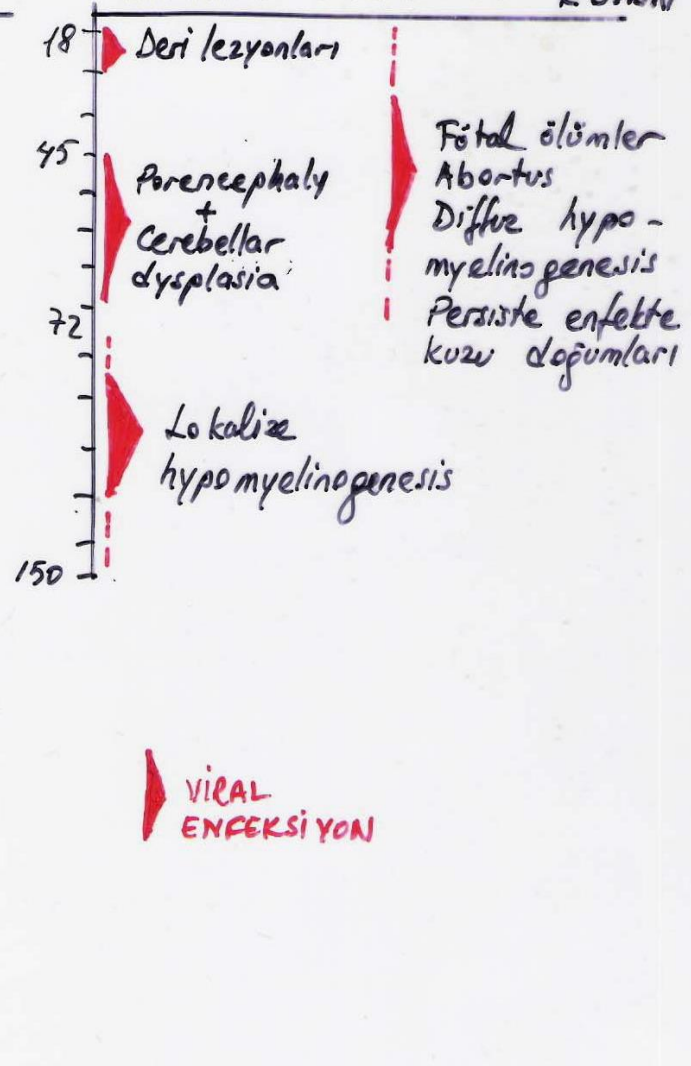 18
Deri lezyonları
45
Porencephaly
+
Cerebellar
dysplasia
72
Lokalize
hypomyelinogenesis
150
Fötal ölümler
Abortus
Diffuz hypo-
myelinogenesis
Persiste enfekte
kuzu doğumları
VİRAL
ENFEKSİYON